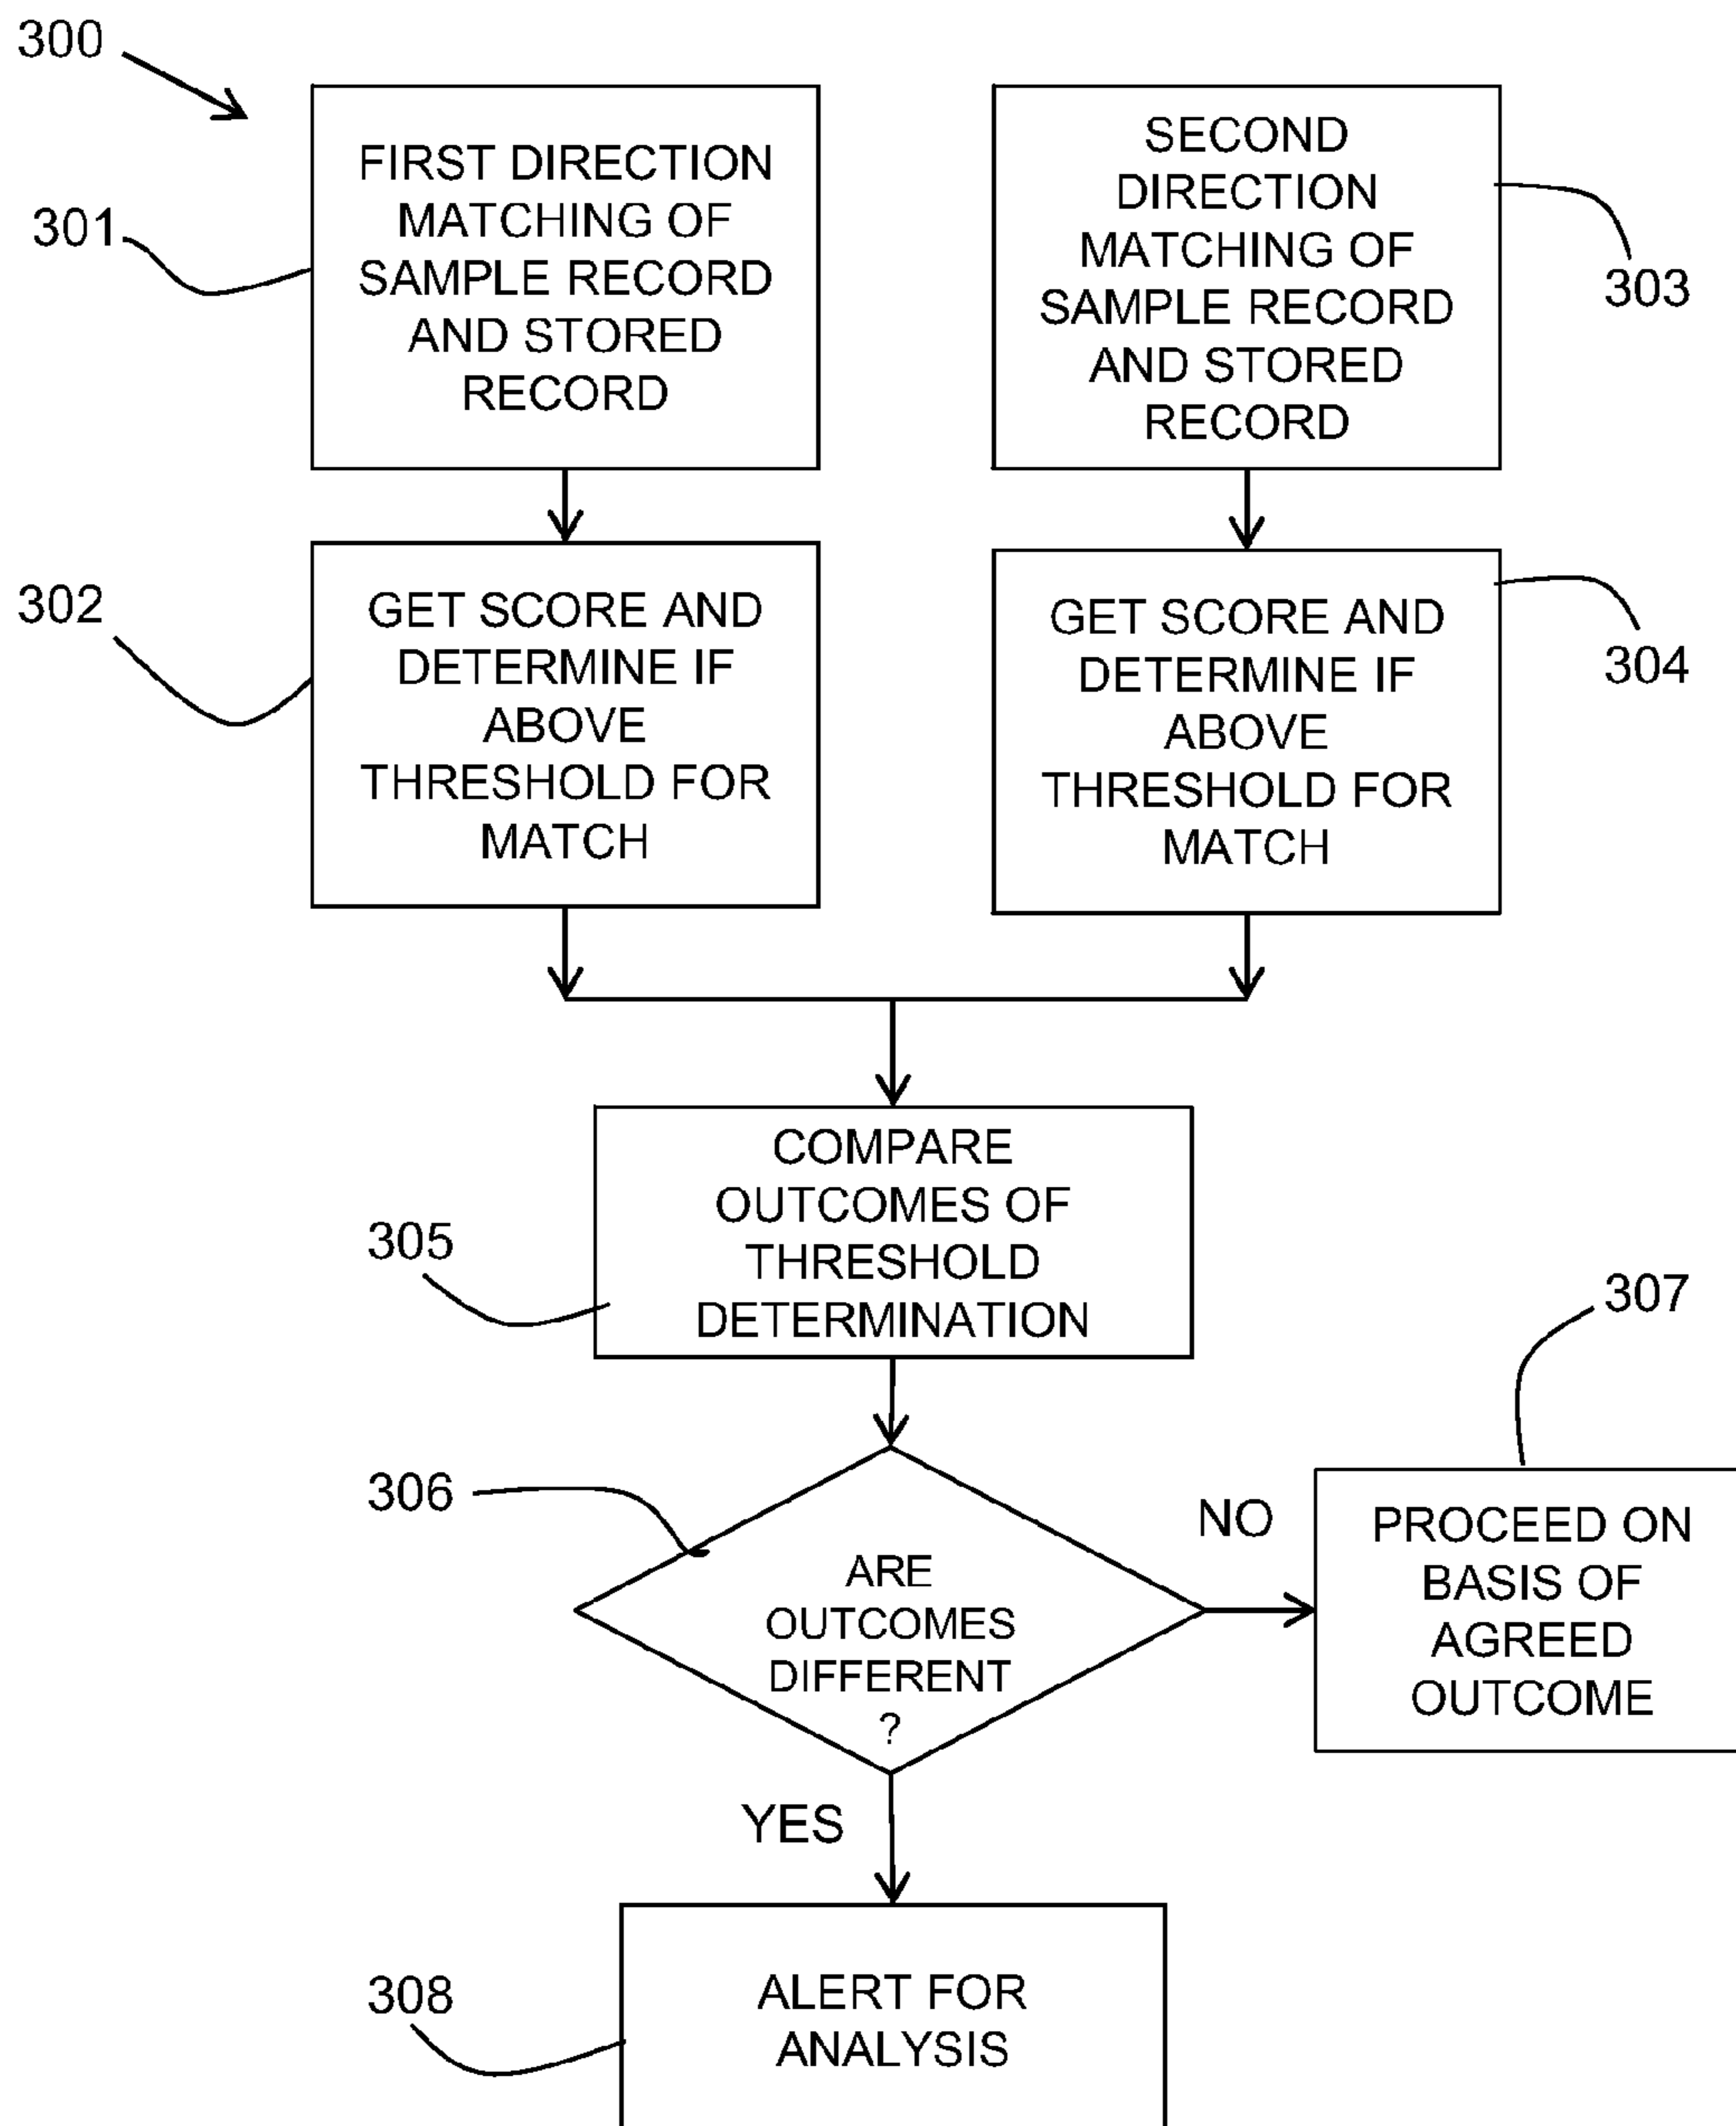 300
301
FIRST DIRECTION
MATCHING OF
SAMPLE RECORD
AND STORED
RECORD
SECOND
DIRECTION
MATCHING OF
SAMPLE RECORD
AND STORED
RECORD
303
302
GET SCORE AND
DETERMINE IF
ABOVE
THRESHOLD FOR
MATCH
GET SCORE AND
DETERMINE IF
ABOVE
THRESHOLD FOR
MATCH
304
305
COMPARE
OUTCOMES OF
THRESHOLD
DETERMINATION
306
ARE
OUTCOMES
DIFFERENT
?
NO
307
PROCEED ON
BASIS OF
AGREED
OUTCOME
YES
308
ALERT FOR
ANALYSIS